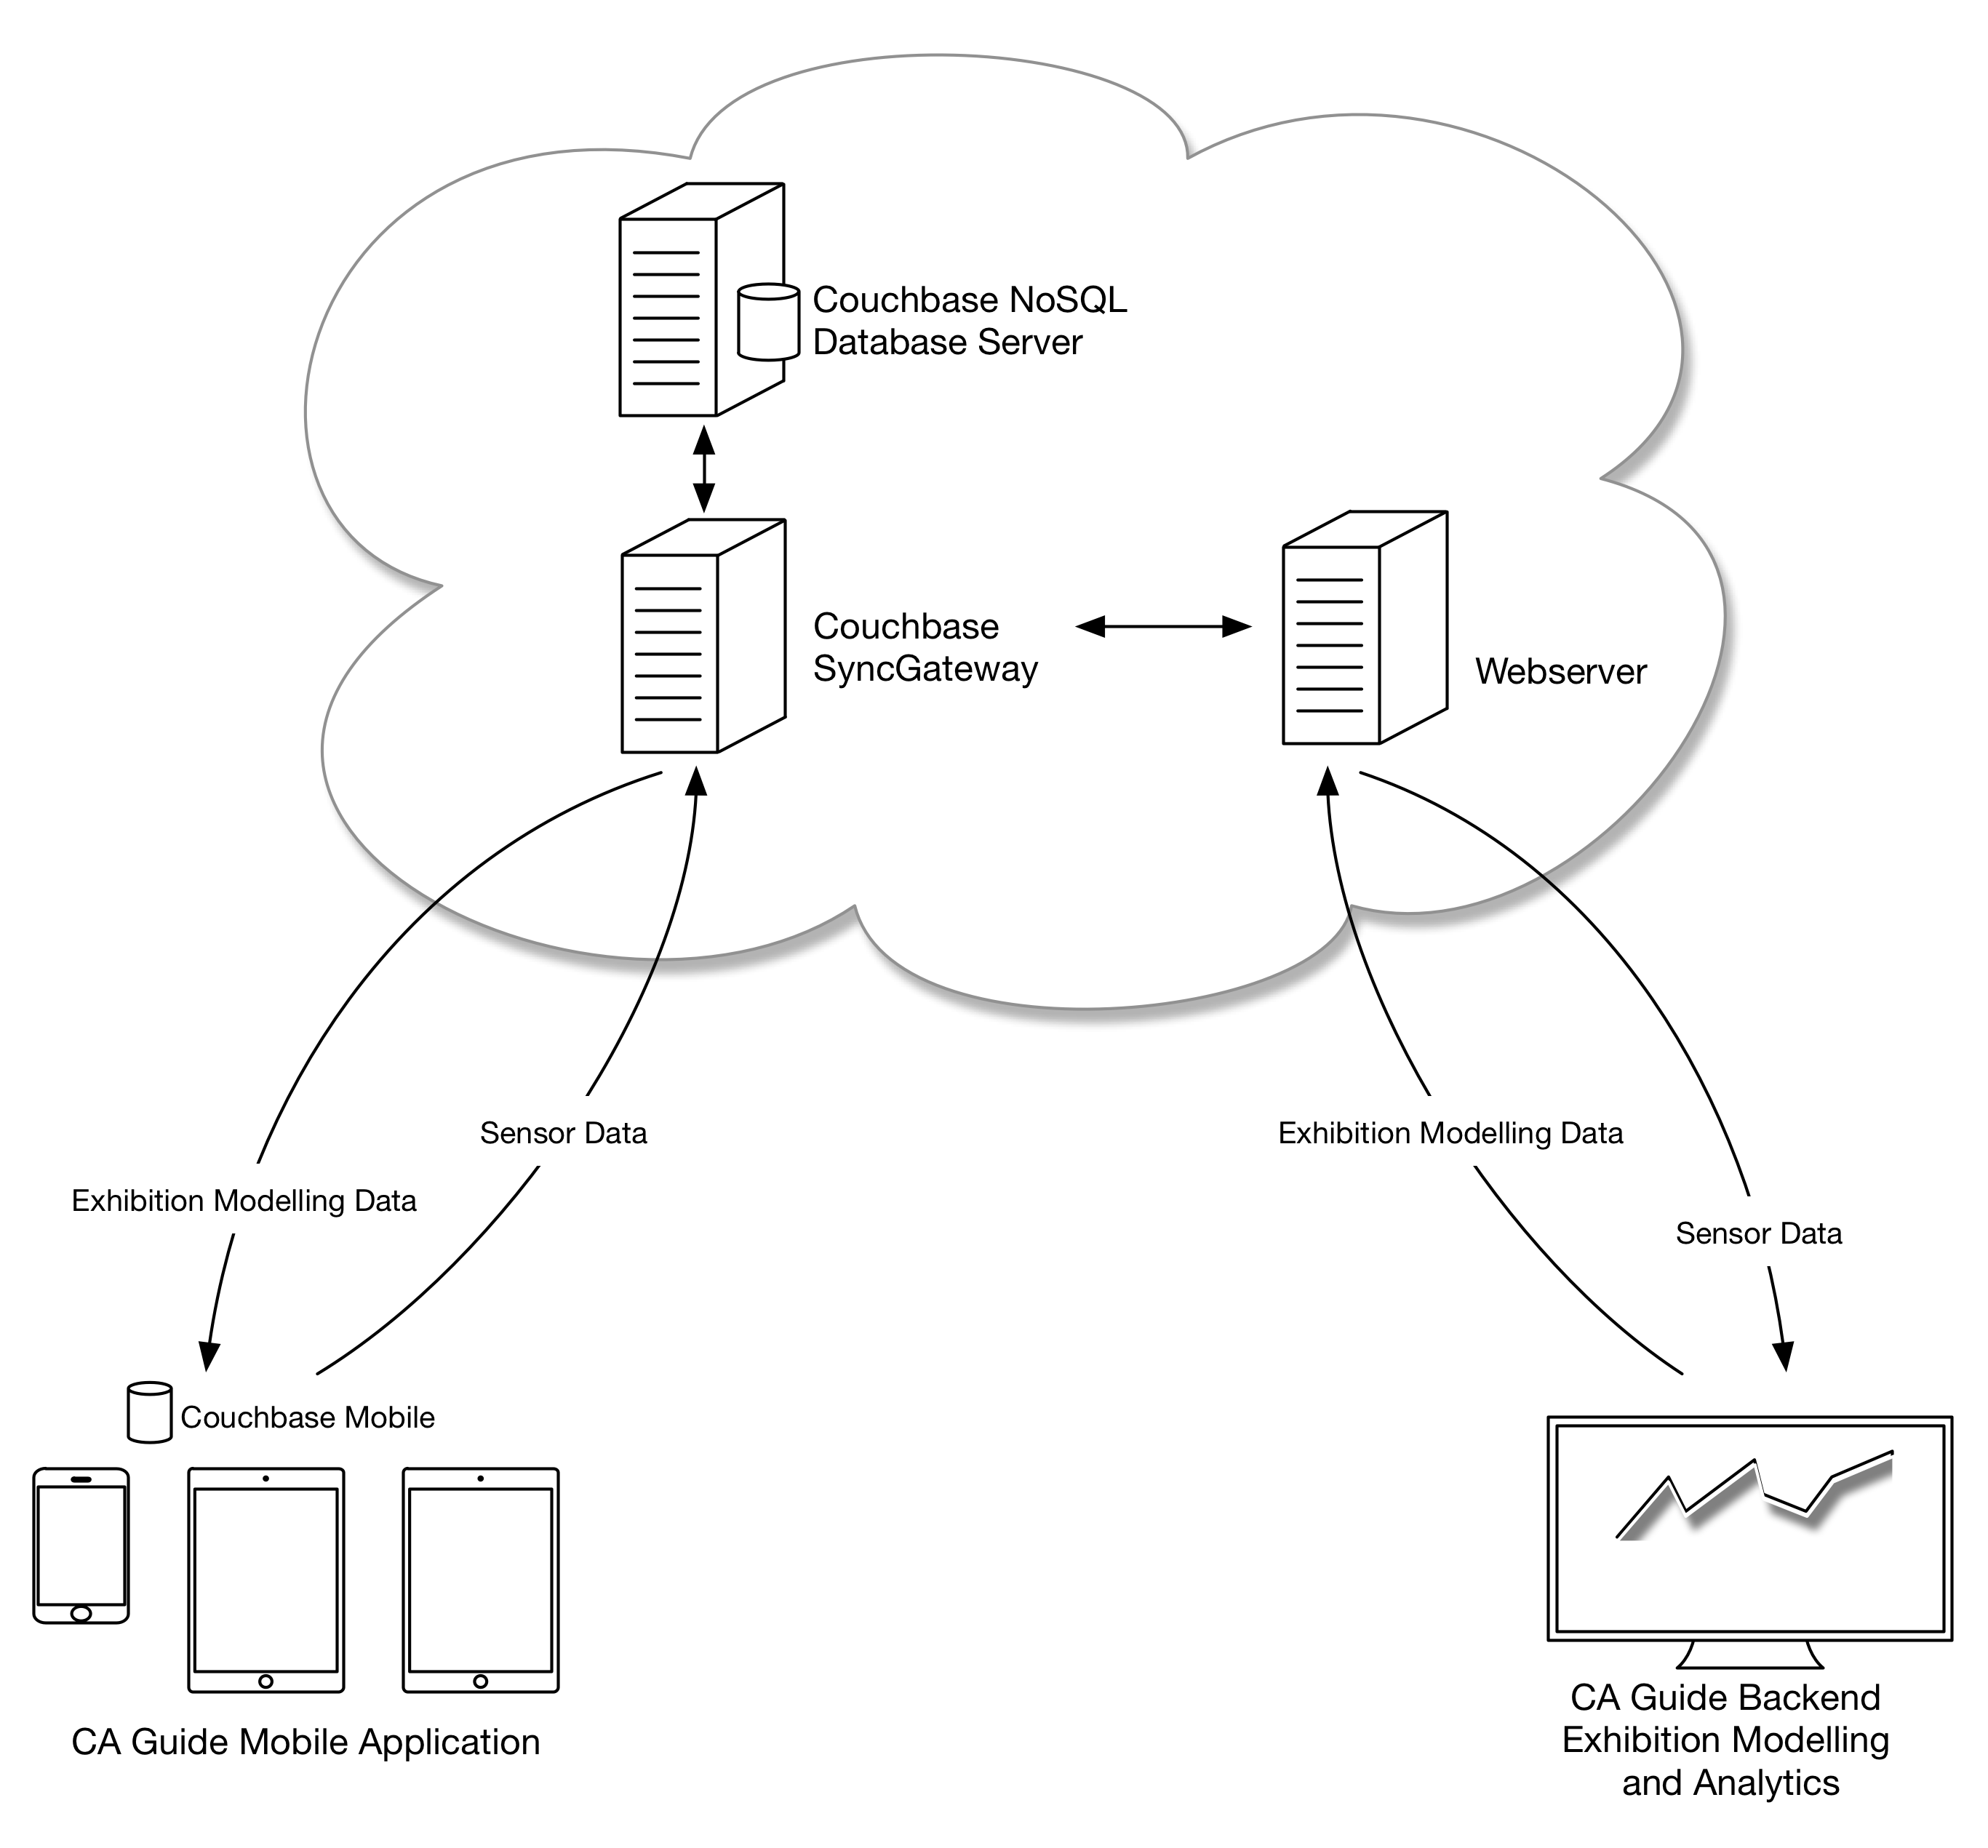 Couchbase NoSQL
Database Server
Couchbase
SyncGateway
Webserver
Sensor Data
Exhibition Modelling Data
Exhibition Modelling Data
Sensor Data
Couchbase Mobile
CA Guide Mobile Application
CA Guide Backend
Exhibition Modelling
and Analytics